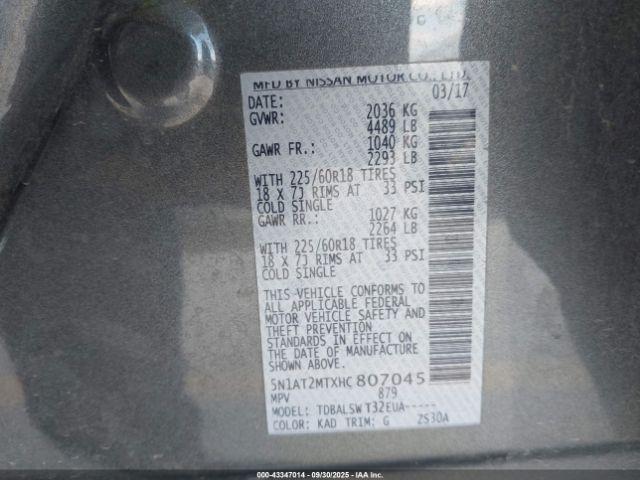 MFD BY NISSAN MOTOR CO., LTD.
DATE: 03/17
GVWR: 2036 KG
4489 LB
GAWR FR.: 1040 KG
2293 LB
WITH 225/60R18 TIRES
18 X 7J RIMS AT 33 PSI
COLD SINGLE
GAWR RR.: 1027 KG
2264 LB
WITH 225/60R18 TIRES
18 X 7J RIMS AT 33 PSI
COLD SINGLE
THIS VEHICLE CONFORMS TO
ALL APPLICABLE FEDERAL
MOTOR VEHICLE SAFETY AND
THEFT PREVENTION
STANDARDS IN EFFECT ON
THE DATE OF MANUFACTURE
SHOWN ABOVE.
5N1AT2MTXHC807045
MPV 879
MODEL: TDBALSWT32EUA-----
COLOR: KAD TRIM: G 2S30A
000-43347014 - 09/30/2025 - IAAI.COM